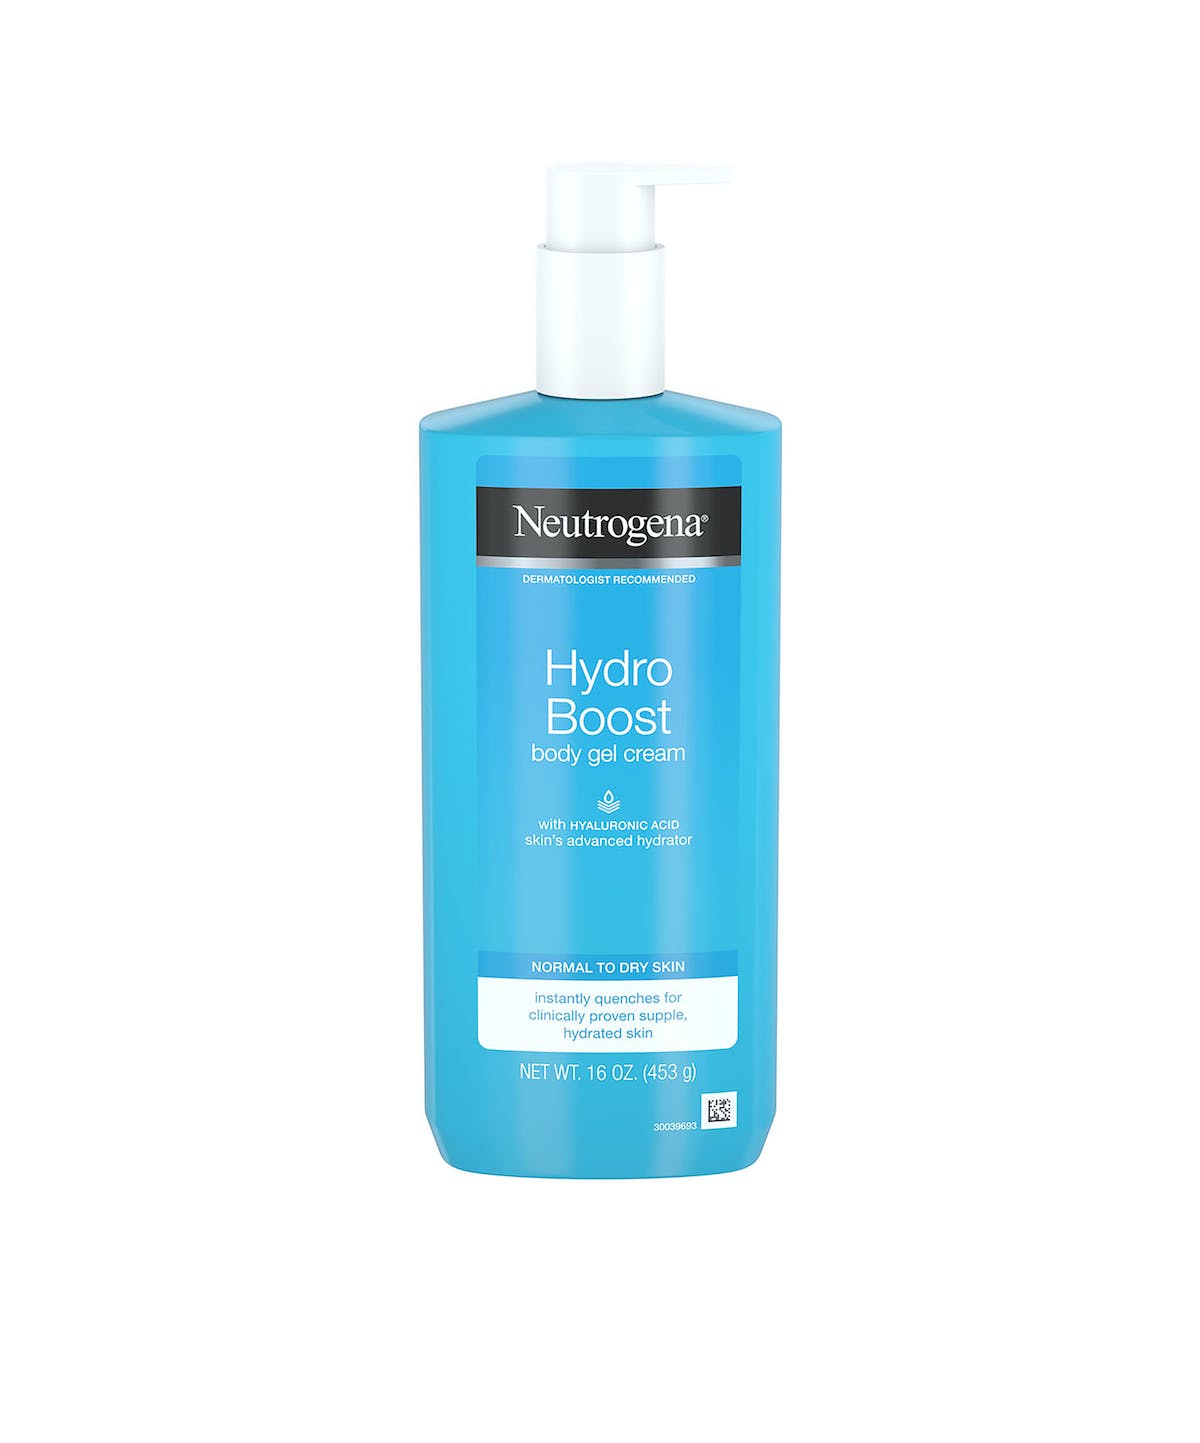 Neutrogena®
DERMATOLOGIST RECOMMENDED
Hydro
Boost
body gel cream
with HYALURONIC ACID
skin's advanced hydrator
NORMAL TO DRY SKIN
instantly quenches for
clinically proven supple,
hydrated skin
NET WT. 16 OZ. (453 g)
30039693